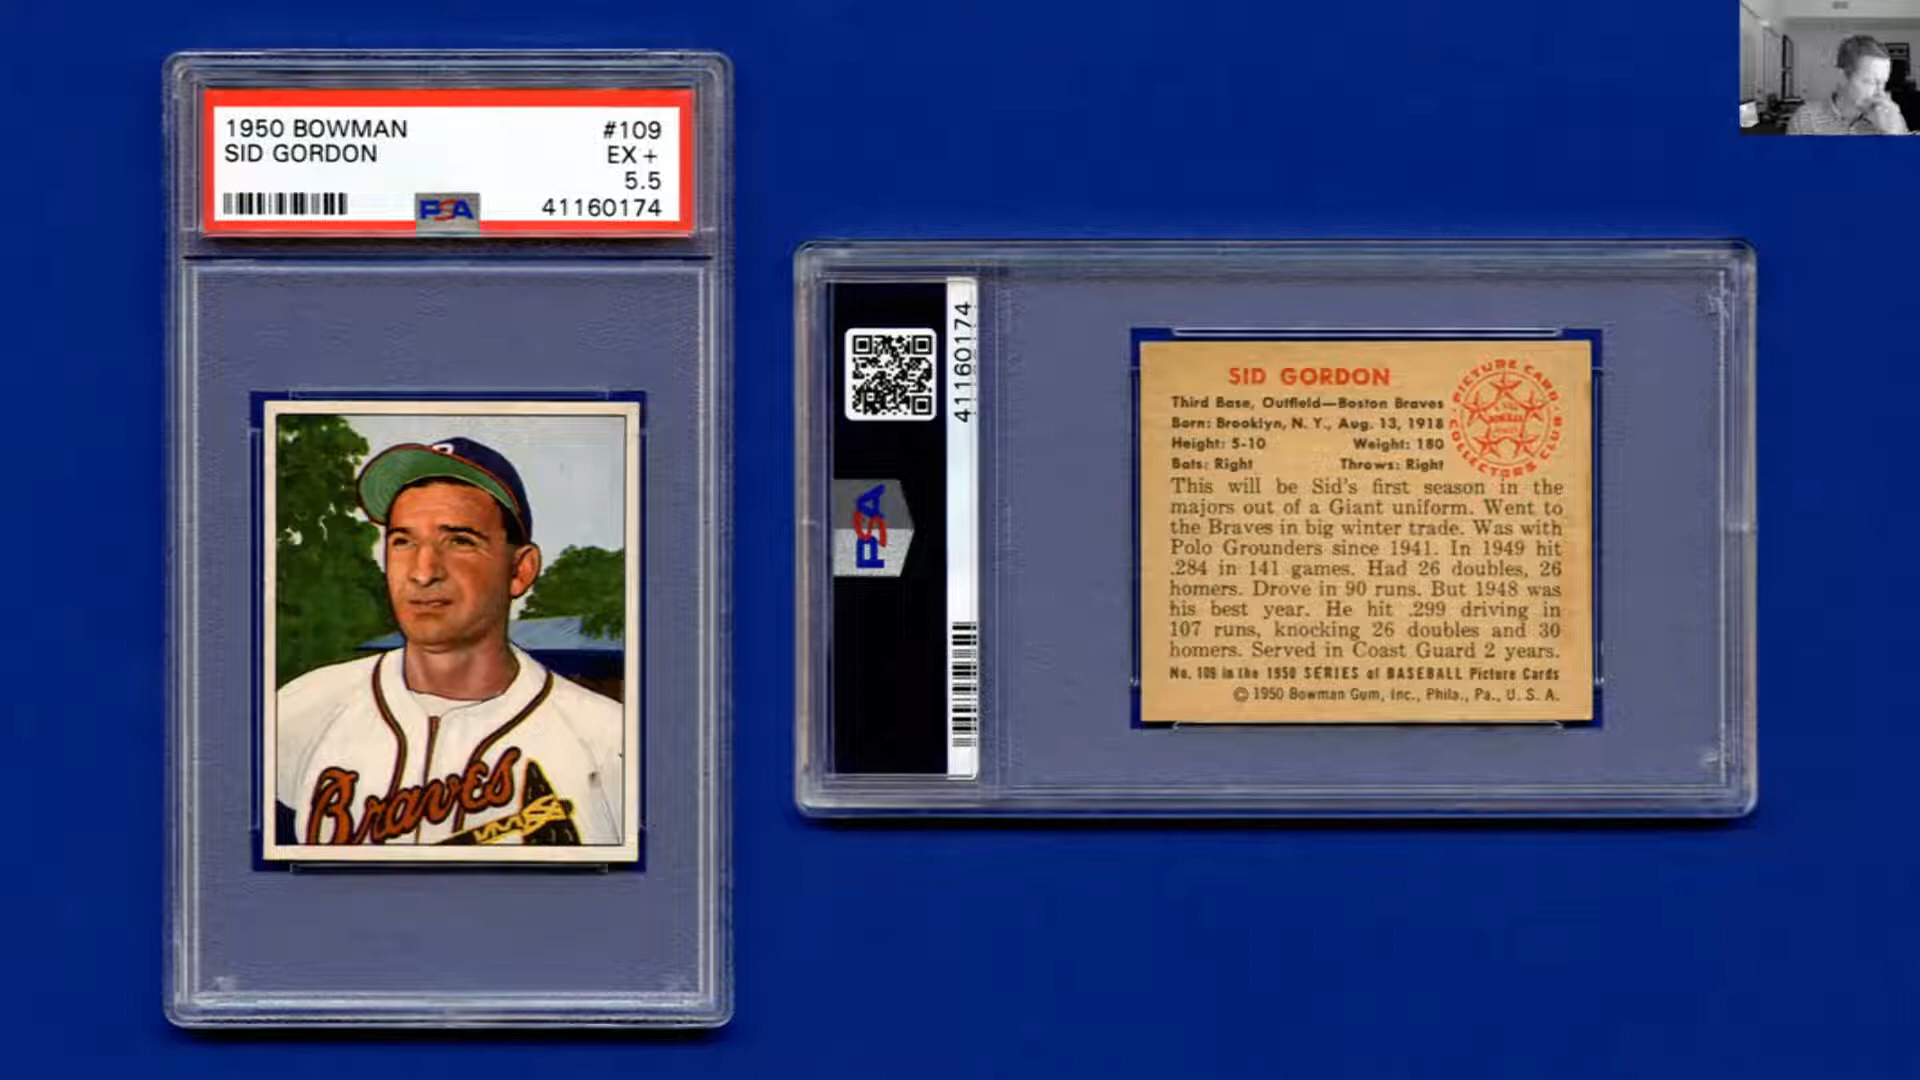 1950 BOWMAN #109
SID GORDON EX +
5.5
PSA 41160174
Braves
41160174
PSA
SID GORDON
PICTURE CARD COLLECTORS CLUB
Third Base, Outfield—Boston Braves
Born: Brooklyn, N. Y., Aug. 13, 1918
Height: 5-10 Weight: 180
Bats: Right Throws: Right
This will be Sid's first season in the
majors out of a Giant uniform. Went to
the Braves in big winter trade. Was with
Polo Grounders since 1941. In 1949 hit
.284 in 141 games. Had 26 doubles, 26
homers. Drove in 90 runs. But 1948 was
his best year. He hit .299 driving in
107 runs, knocking 26 doubles and 30
homers. Served in Coast Guard 2 years.
No. 109 in the 1950 SERIES of BASEBALL Picture Cards
© 1950 Bowman Gum, Inc., Phila., Pa., U. S. A.